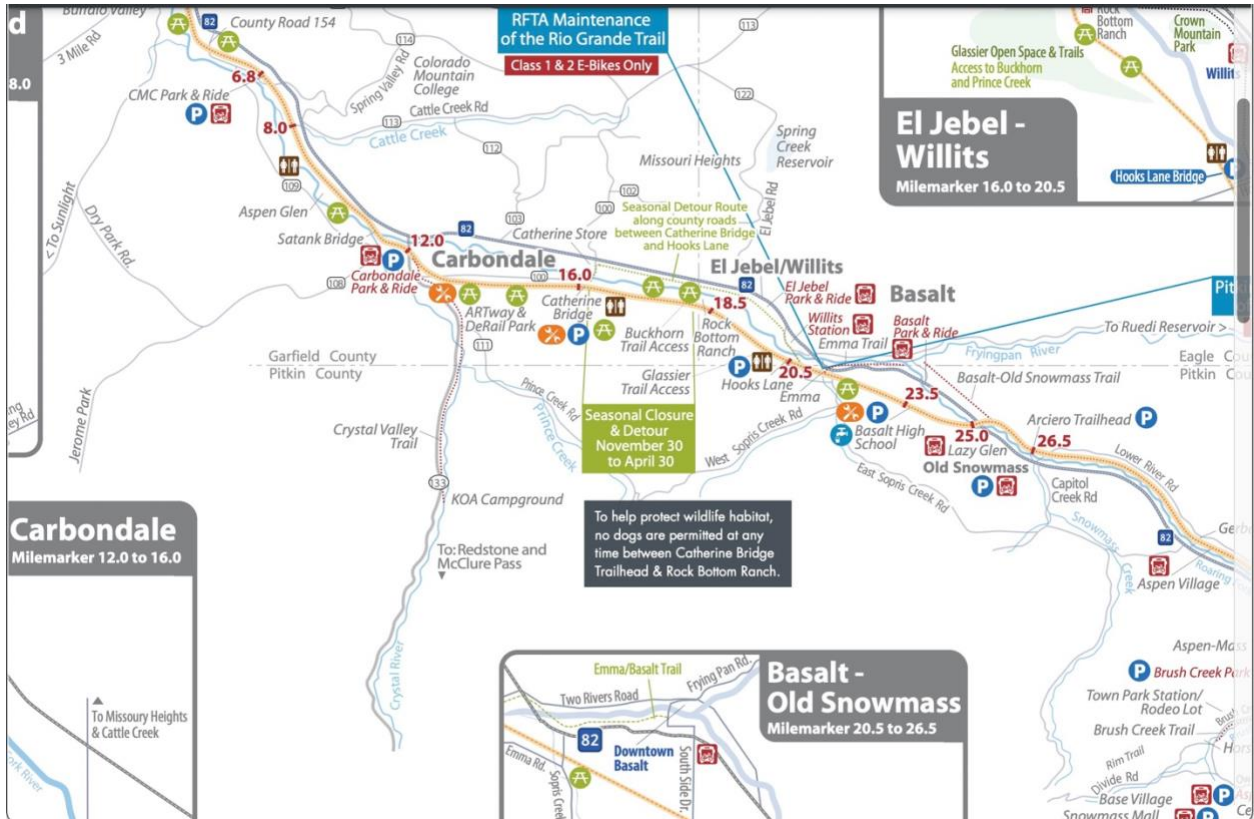 d
8.0
Buffalo Valley
82
County Road 154
3 Mile Rd
6.8
CMC Park & Ride
P
8.0
114
Spring Valley Rd
Colorado
Mountain
College
113
Cattle Creek Rd
Cattle Creek
112
RFTA Maintenance
of the Rio Grande Trail
Class 1 & 2 E-Bikes Only
113
122
Spring
Creek
Reservoir
Missouri Heights
102
100
El Jebel Rd
103
Catherine Store
Seasonal Detour Route
along county roads
between Catherine Bridge
and Hooks Lane
Rock
Bottom
Ranch
Crown
Mountain
Park
Willits
Glassier Open Space & Trails
Access to Buckhorn
and Prince Creek
El Jebel -
Willits
Milemarker 16.0 to 20.5
Hooks Lane Bridge
P
109
Aspen Glen
Satank Bridge
< To Sunlight
Dry Park Rd.
12.0
82
P
Carbondale
Park & Ride
Carbondale
108
100
16.0
ARTway &
DeRail Park
Catherine
Bridge
P
111
El Jebel/Willits
82
El Jebel
Park & Ride
18.5
Basalt
Willits
Station
Basalt
Park & Ride
Emma Trail
Buckhorn
Trail Access
Rock
Bottom
Ranch
Glassier
Trail Access
P
Hooks Lane
20.5
Emma
Fryingpan River
To Ruedi Reservoir >
Garfield County
Pitkin County
Eagle
Pitkin
Jerome Park
Prince Creek Rd
Prince
Creek
Seasonal Closure
& Detour
November 30
to April 30
West Sopris Creek Rd
East Sopris Creek Rd
P
Basalt High
School
23.5
Basalt-Old Snowmass Trail
25.0
Lazy Glen
Old Snowmass
P
Arciero Trailhead
P
26.5
Lower River Rd
Capitol
Creek Rd
Snowmass
Creek
82
Aspen Village
Roaring
Crystal Valley
Trail
133
KOA Campground
To: Redstone and
McClure Pass
Crystal River
To help protect wildlife habitat,
no dogs are permitted at any
time between Catherine Bridge
Trailhead & Rock Bottom Ranch.
Carbondale
Milemarker 12.0 to 16.0
To Missoury Heights
& Cattle Creek
River
Emma/Basalt Trail
Two Rivers Road
Frying Pan Rd.
82
Downtown
Basalt
Emma Rd.
South Side Dr.
Basalt -
Old Snowmass
Milemarker 20.5 to 26.5
P
Brush Creek
Town Park Station/
Rodeo Lot
Brush Creek Trail
Rim Trail
Divide Rd
Base Village
P
Snowmass Mall
P